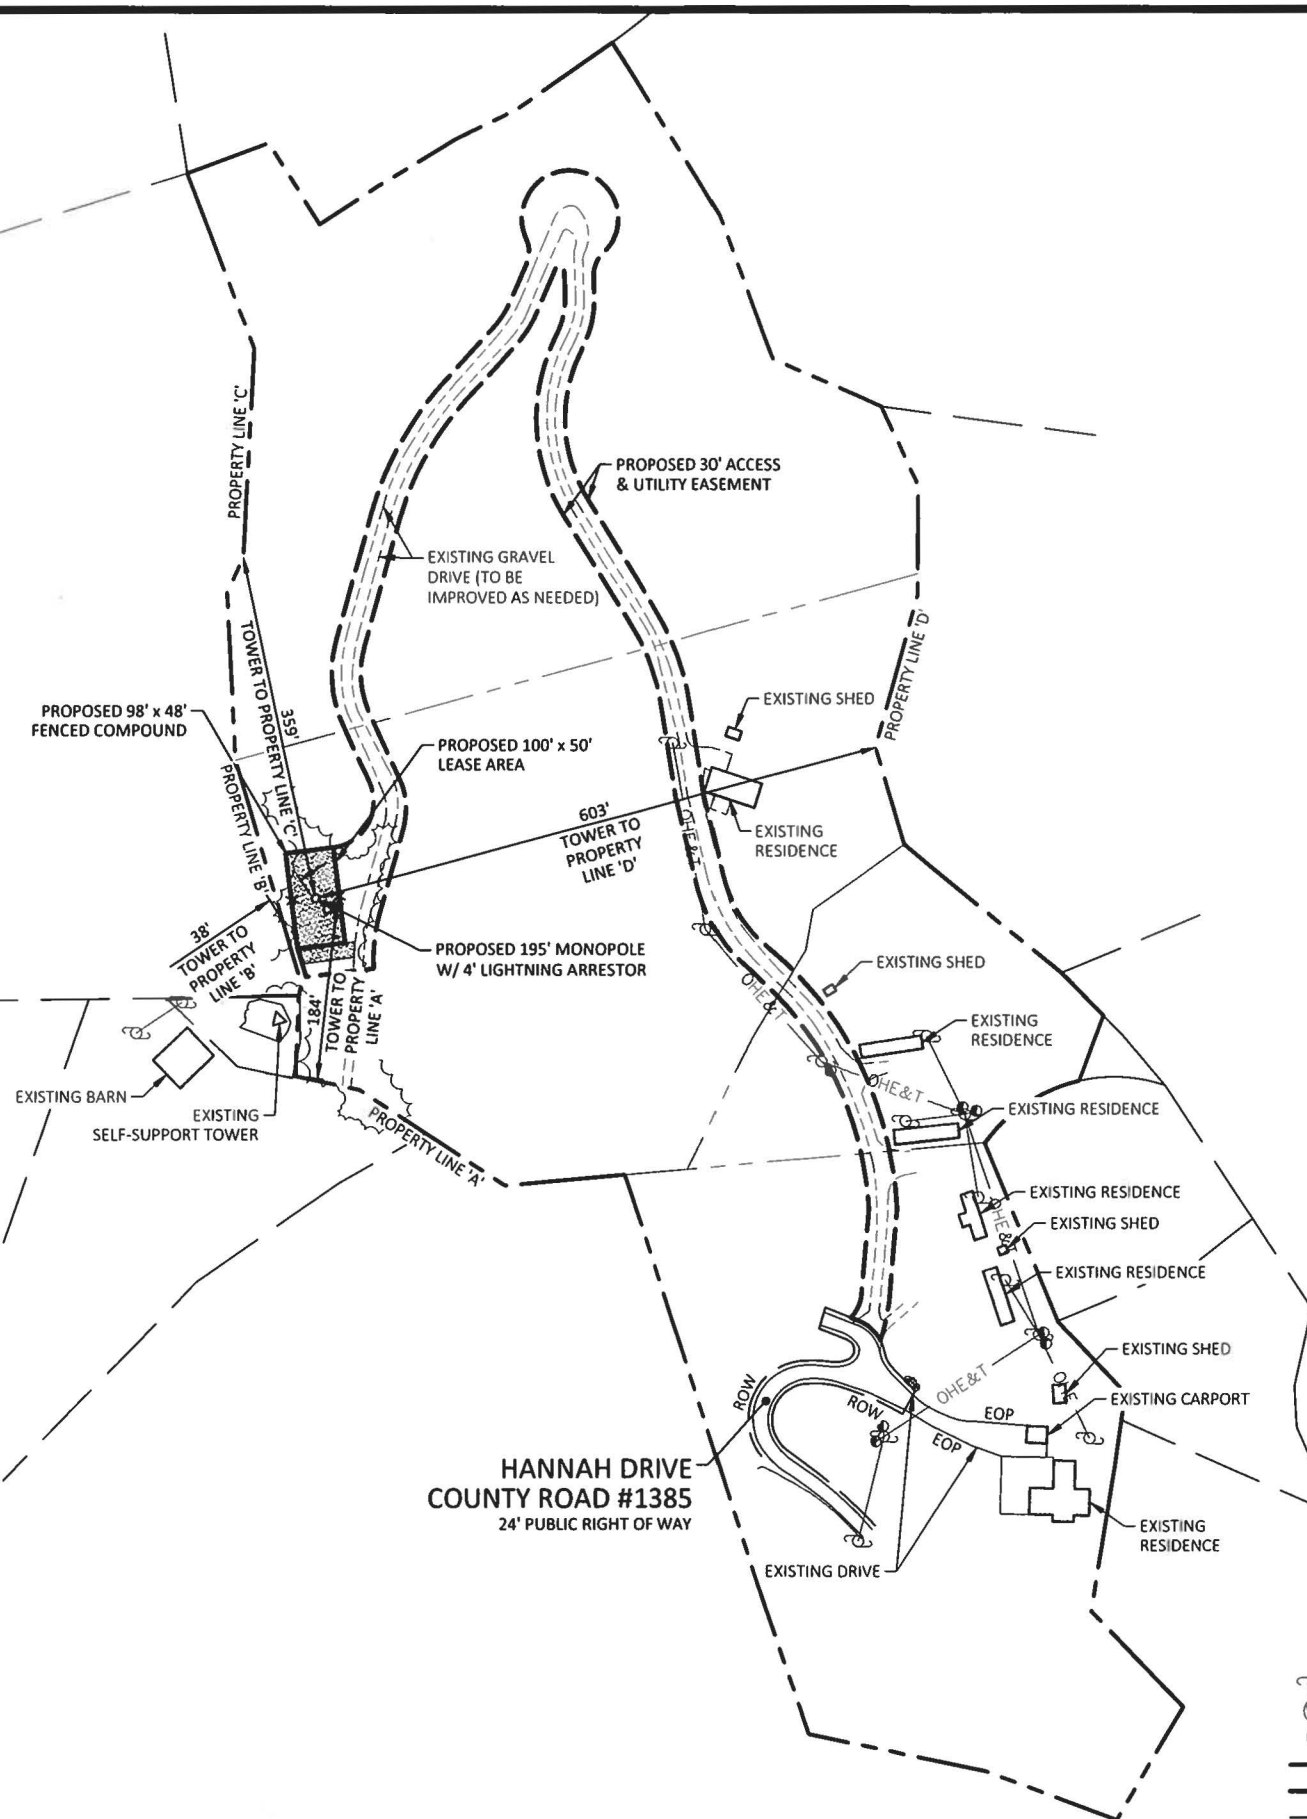 PROPERTY LINE 'C'
PROPOSED 30' ACCESS
& UTILITY EASEMENT
EXISTING GRAVEL
DRIVE (TO BE
IMPROVED AS NEEDED)
PROPERTY LINE 'D'
359'
TOWER TO PROPERTY LINE 'C'
PROPOSED 98' x 48'
FENCED COMPOUND
PROPOSED 100' x 50'
LEASE AREA
EXISTING SHED
PROPERTY LINE 'B'
603'
TOWER TO
PROPERTY
LINE 'D'
OHE&T
EXISTING
RESIDENCE
38'
TOWER TO
PROPERTY
LINE 'B'
PROPOSED 195' MONOPOLE
W/ 4' LIGHTNING ARRESTOR
184'
TOWER TO
PROPERTY
LINE 'A'
OHE&T
EXISTING SHED
EXISTING
RESIDENCE
EXISTING BARN
EXISTING
SELF-SUPPORT TOWER
OHE&T
EXISTING RESIDENCE
PROPERTY LINE 'A'
EXISTING RESIDENCE
OHE&T
EXISTING SHED
EXISTING RESIDENCE
EXISTING SHED
OHE&T
OHE
EXISTING CARPORT
ROW
ROW
EOP
EOP
HANNAH DRIVE
COUNTY ROAD #1385
24' PUBLIC RIGHT OF WAY
EXISTING
RESIDENCE
EXISTING DRIVE